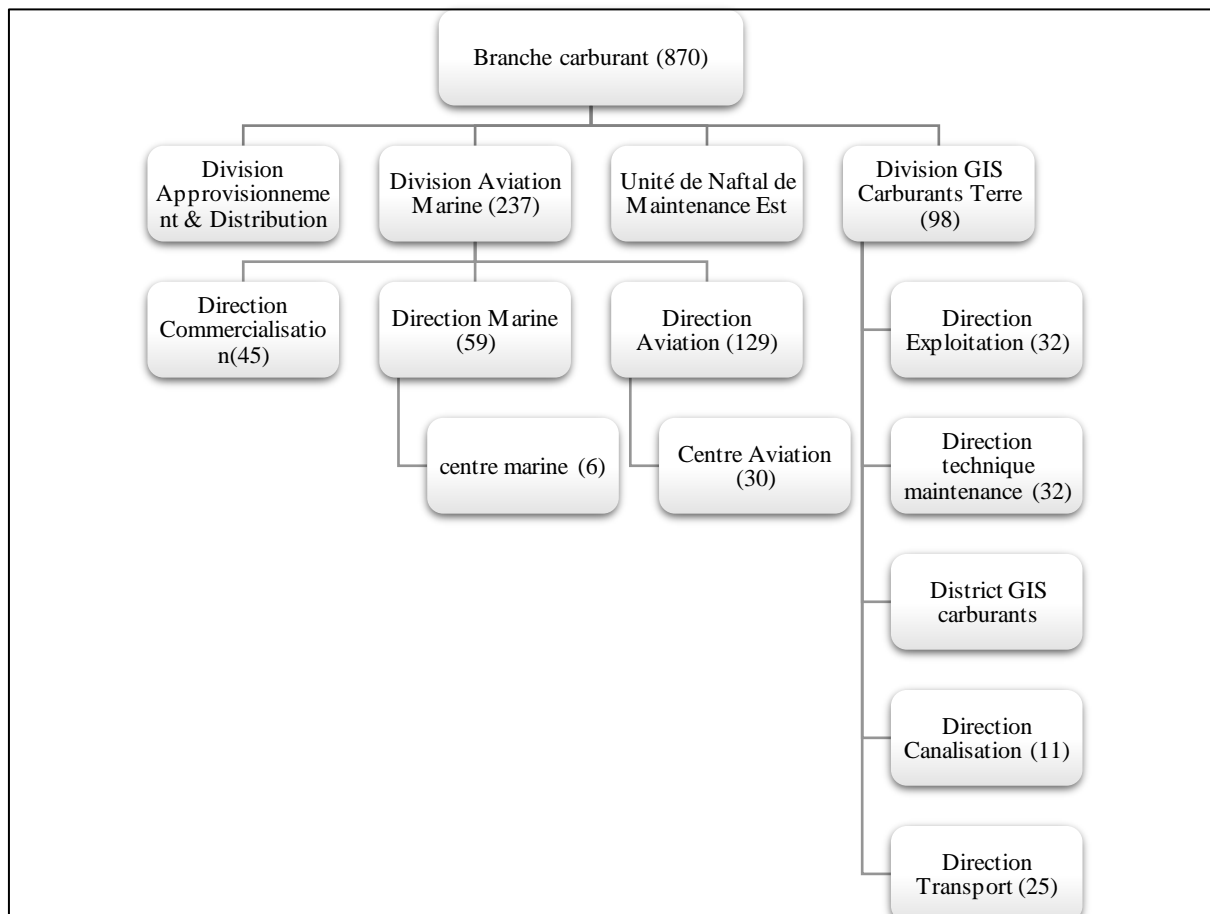 Branche carburant (870)
Division
Approvisionneme
nt & Distribution
Division Aviation
Marine (237)
Unité de Naftal de
Maintenance Est
Division GIS
Carburants Terre
(98)
Direction
Commercialisatio
n(45)
Direction Marine
(59)
Direction
Aviation (129)
Direction
Exploitation (32)
centre marine (6)
Centre Aviation
(30)
Direction
technique
maintenance (32)
District GIS
carburants
Direction
Canalisation (11)
Direction
Transport (25)